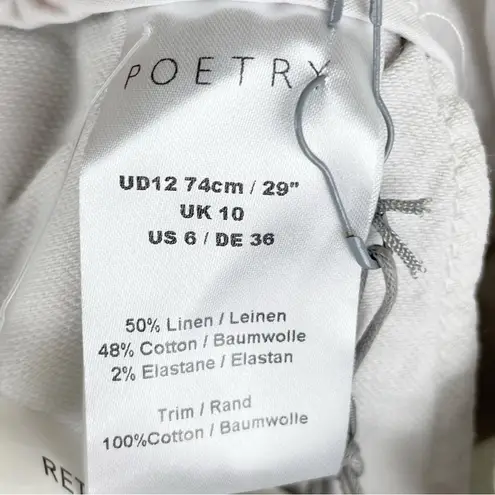 POETRY
UD12 74cm / 29"
UK 10
US 6 / DE 36
50% Linen / Leinen
48% Cotton / Baumwolle
2% Elastane / Elastan
Trim / Rand
100%Cotton / Baumwolle